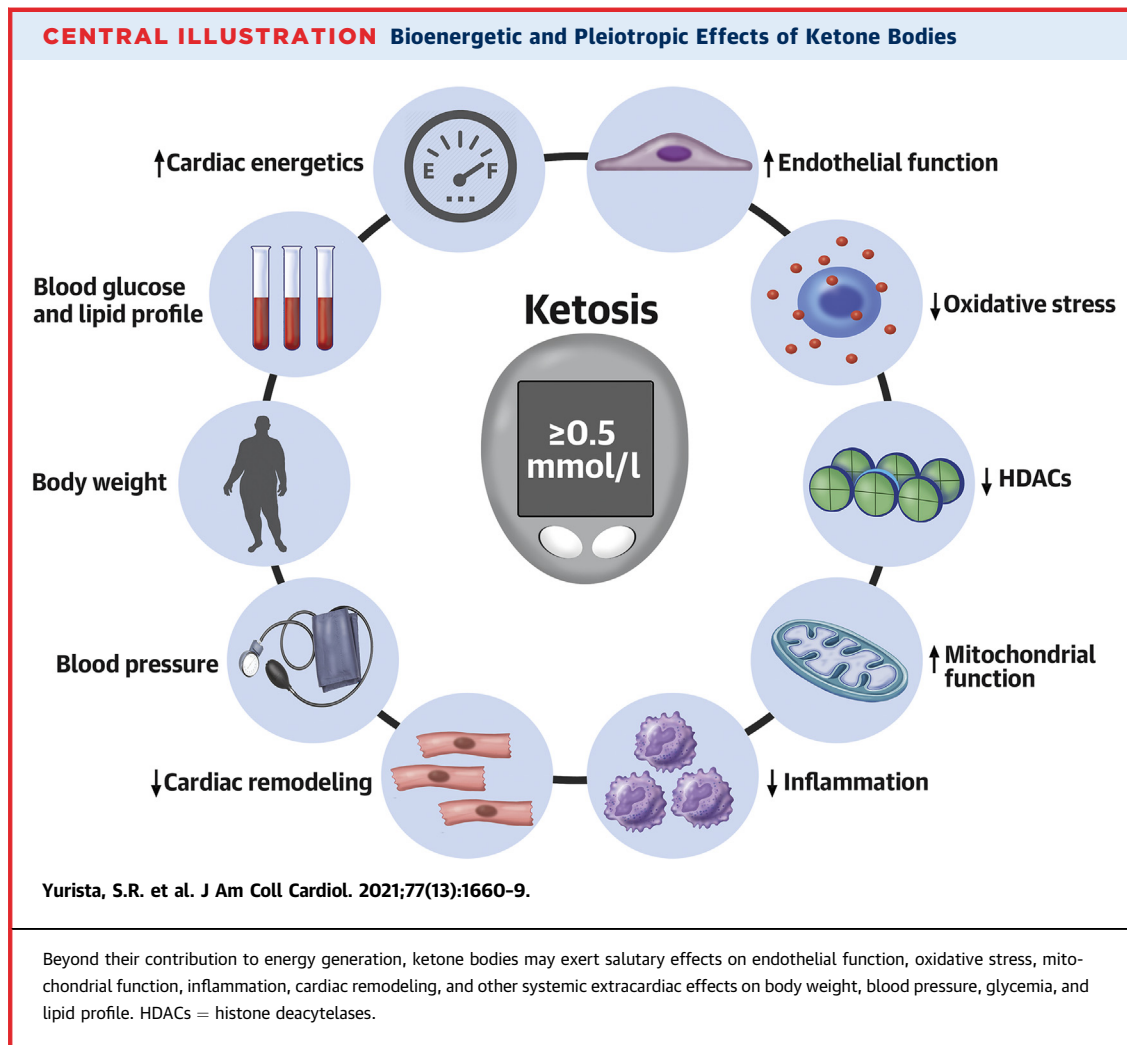 CENTRAL ILLUSTRATION Bioenergetic and Pleiotropic Effects of Ketone Bodies
↑Cardiac energetics
E F
↑Endothelial function
Blood glucose
and lipid profile
↓Oxidative stress
Ketosis
≥0.5
mmol/l
Body weight
↓HDACs
Blood pressure
↑Mitochondrial
function
↓Cardiac remodeling
↓Inflammation
Yurista, S.R. et al. J Am Coll Cardiol. 2021;77(13):1660–9.
Beyond their contribution to energy generation, ketone bodies may exert salutary effects on endothelial function, oxidative stress, mito-
chondrial function, inflammation, cardiac remodeling, and other systemic extracardiac effects on body weight, blood pressure, glycemia, and
lipid profile. HDACs = histone deacytelases.